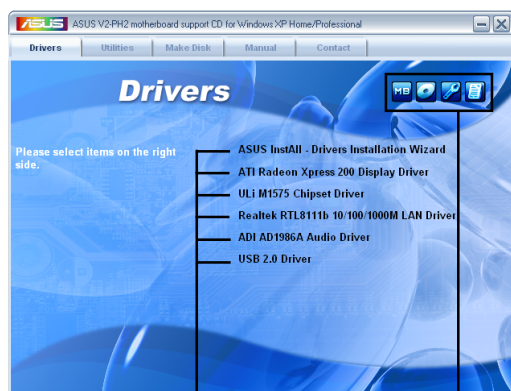 ASUS ASUS V2-PH2 motherboard support CD for Windows XP Home/Professional
Drivers Utilities Make Disk Manual Contact
Drivers
MB
Please select items on the right
side.
ASUS InstAll - Drivers Installation Wizard
ATI Radeon Xpress 200 Display Driver
ULi M1575 Chipset Driver
Realtek RTL8111b 10/100/1000M LAN Driver
ADI AD1986A Audio Driver
USB 2.0 Driver